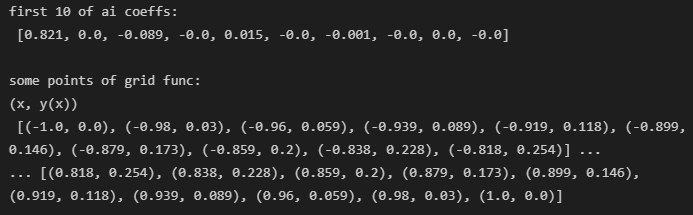 first 10 of ai coeffs:
[0.821, 0.0, -0.089, -0.0, 0.015, -0.0, -0.001, -0.0, 0.0, -0.0]
some points of grid func:
(x, y(x))
[(-1.0, 0.0), (-0.98, 0.03), (-0.96, 0.059), (-0.939, 0.089), (-0.919, 0.118), (-0.899,
0.146), (-0.879, 0.173), (-0.859, 0.2), (-0.838, 0.228), (-0.818, 0.254)] ...
... [(0.818, 0.254), (0.838, 0.228), (0.859, 0.2), (0.879, 0.173), (0.899, 0.146),
(0.919, 0.118), (0.939, 0.089), (0.96, 0.059), (0.98, 0.03), (1.0, 0.0)]